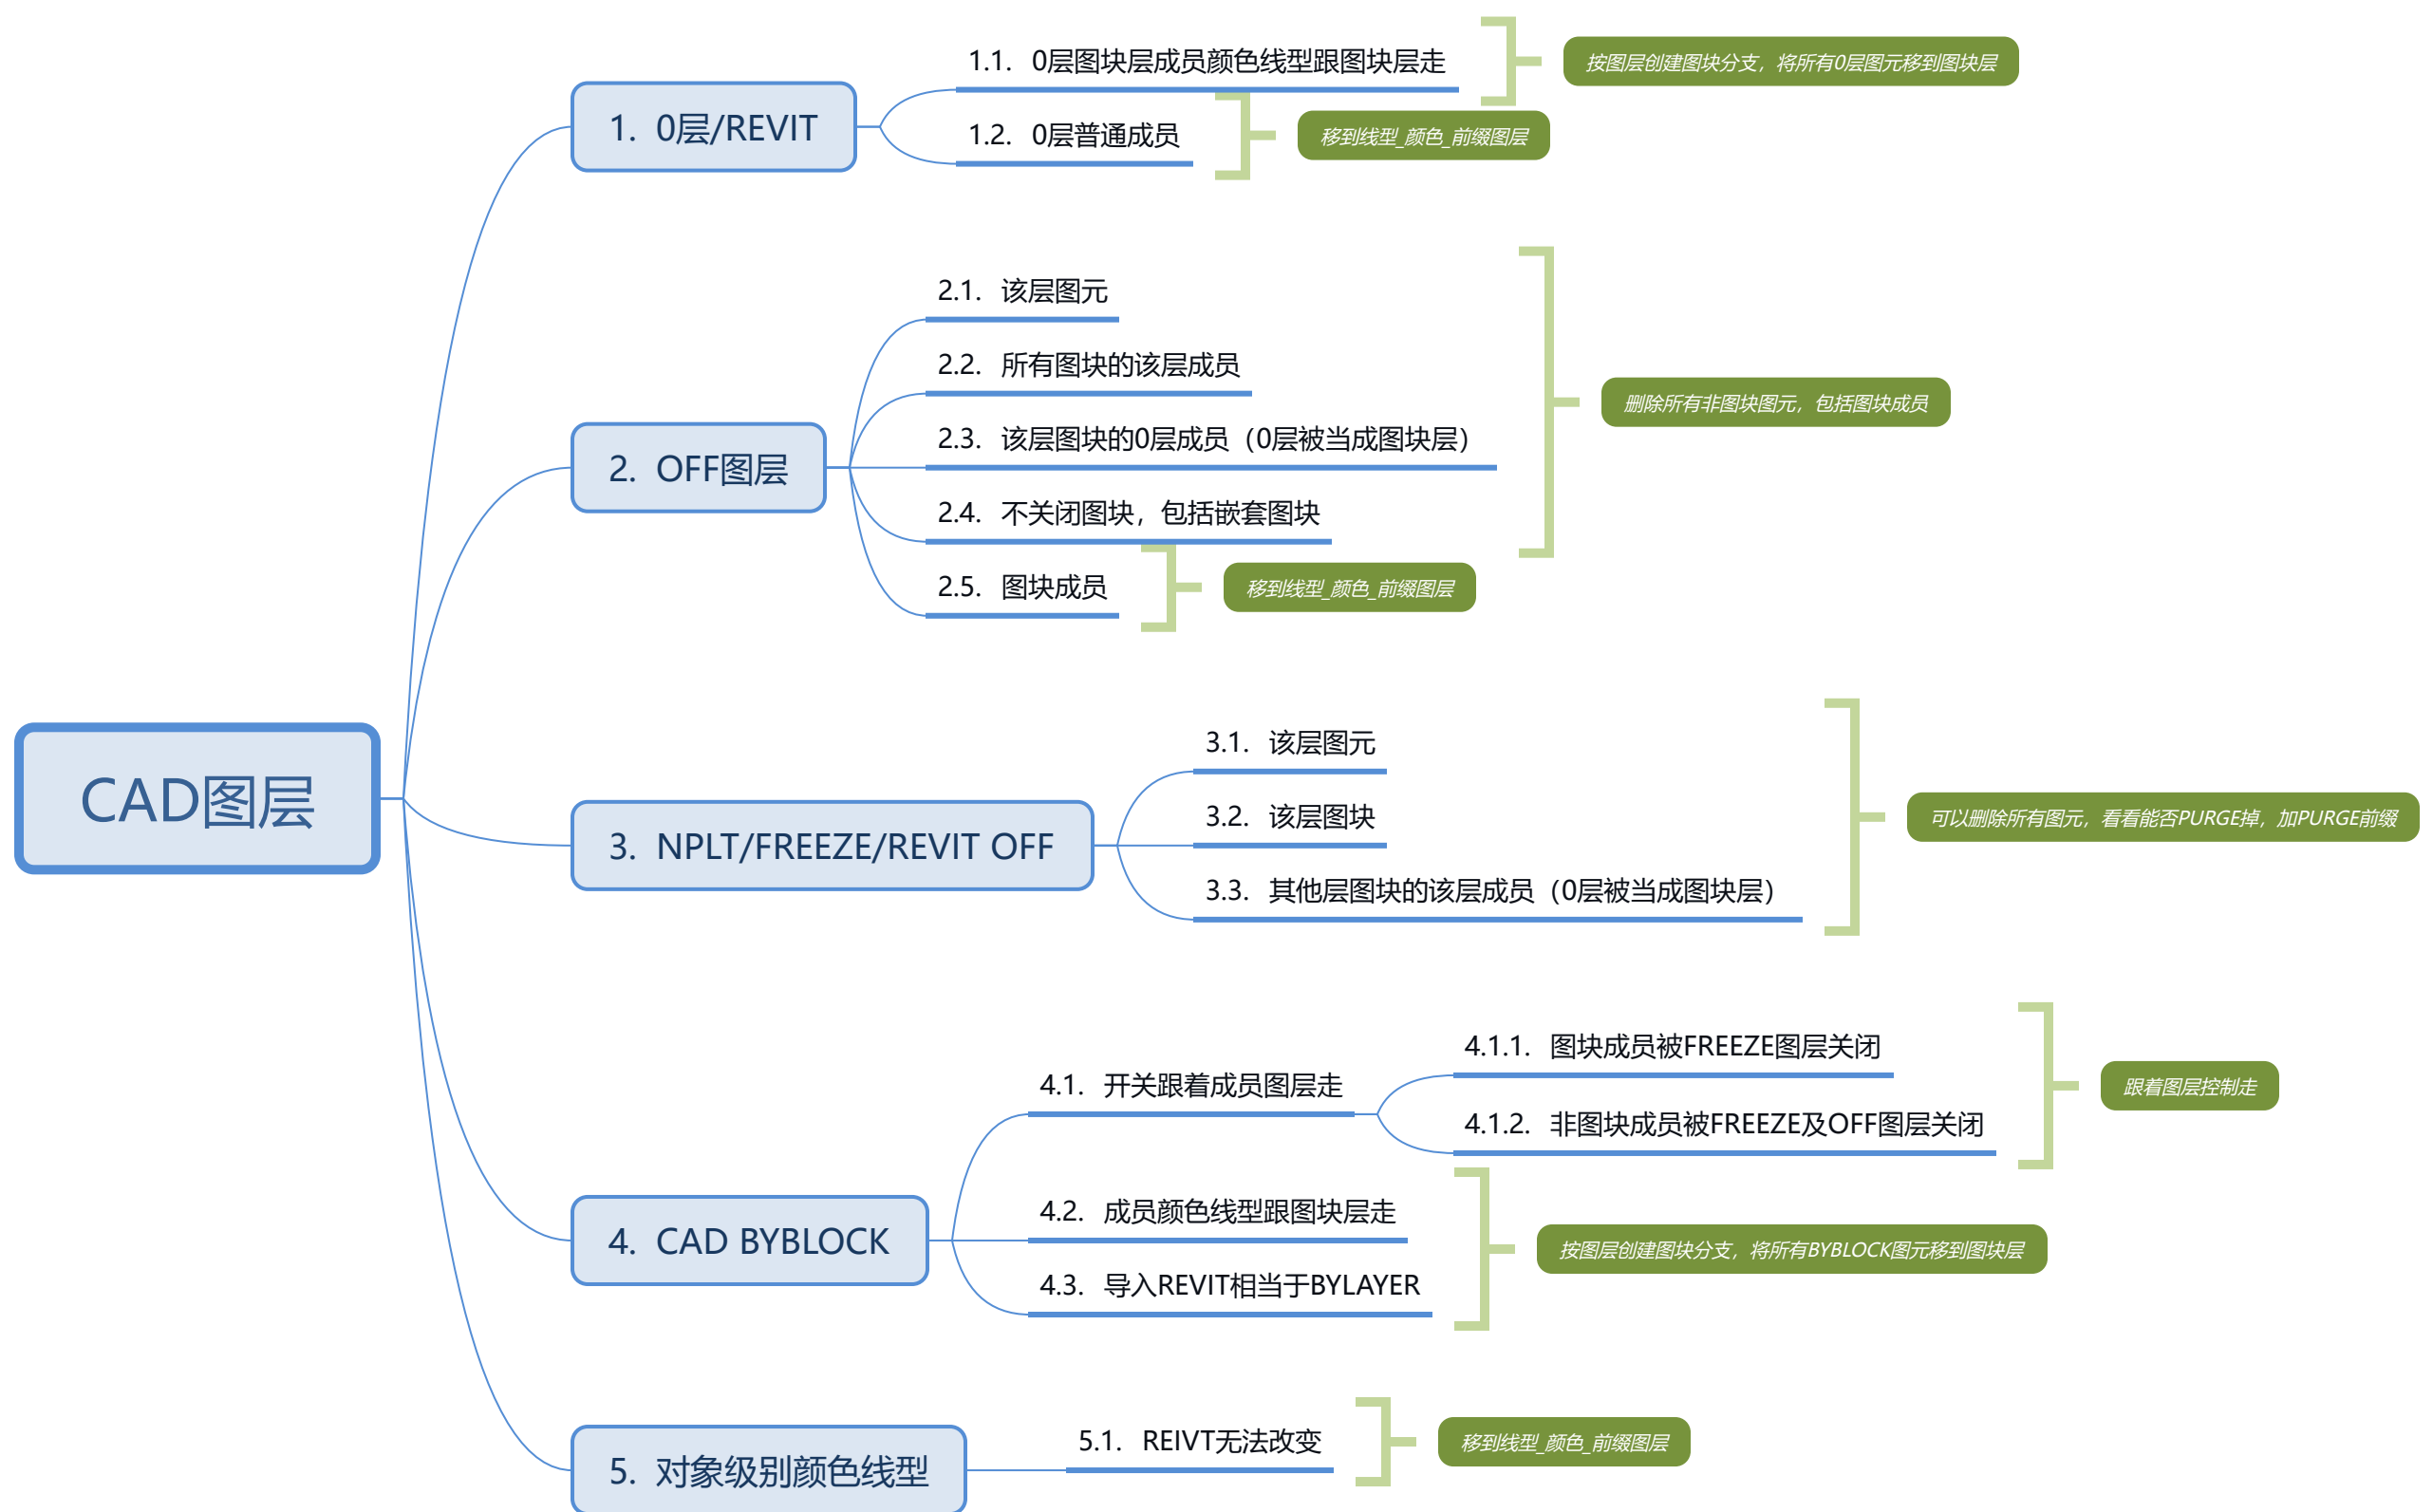 CAD图层
1. 0层/REVIT
1.1. 0层图块层成员颜色线型跟图块层走
按图层创建图块分支，将所有0层图元移到图块层
1.2. 0层普通成员
移到线型_颜色_前缀图层
2. OFF图层
2.1. 该层图元
2.2. 所有图块的该层成员
2.3. 该层图块的0层成员（0层被当成图块层）
2.4. 不关闭图块，包括嵌套图块
删除所有非图块图元，包括图块成员
2.5. 图块成员
移到线型_颜色_前缀图层
3. NPLT/FREEZE/REVIT OFF
3.1. 该层图元
3.2. 该层图块
3.3. 其他层图块的该层成员（0层被当成图块层）
可以删除所有图元，看看能否PURGE掉，加PURGE前缀
4. CAD BYBLOCK
4.1. 开关跟着成员图层走
4.1.1. 图块成员被FREEZE图层关闭
4.1.2. 非图块成员被FREEZE及OFF图层关闭
跟着图层控制走
4.2. 成员颜色线型跟图块层走
4.3. 导入REVIT相当于BYLAYER
按图层创建图块分支，将所有BYBLOCK图元移到图块层
5. 对象级别颜色线型
5.1. REIVT无法改变
移到线型_颜色_前缀图层